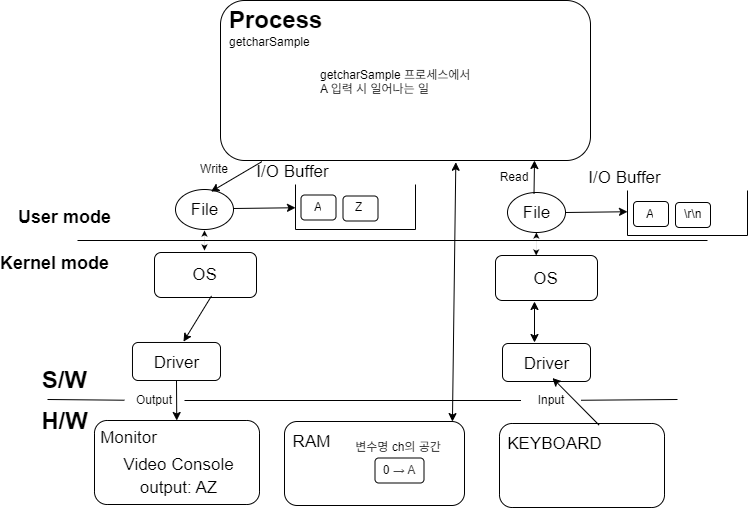 Process
getcharSample
getcharSample 프로세스에서
A 입력 시 일어나는 일
Write
I/O Buffer
Read
I/O Buffer
File
A
Z
File
A
\r\n
User mode
Kernel mode
OS
OS
Driver
Driver
S/W
Output
Input
H/W
Monitor
Video Console
output: AZ
RAM
변수명 ch의 공간
0 → A
KEYBOARD